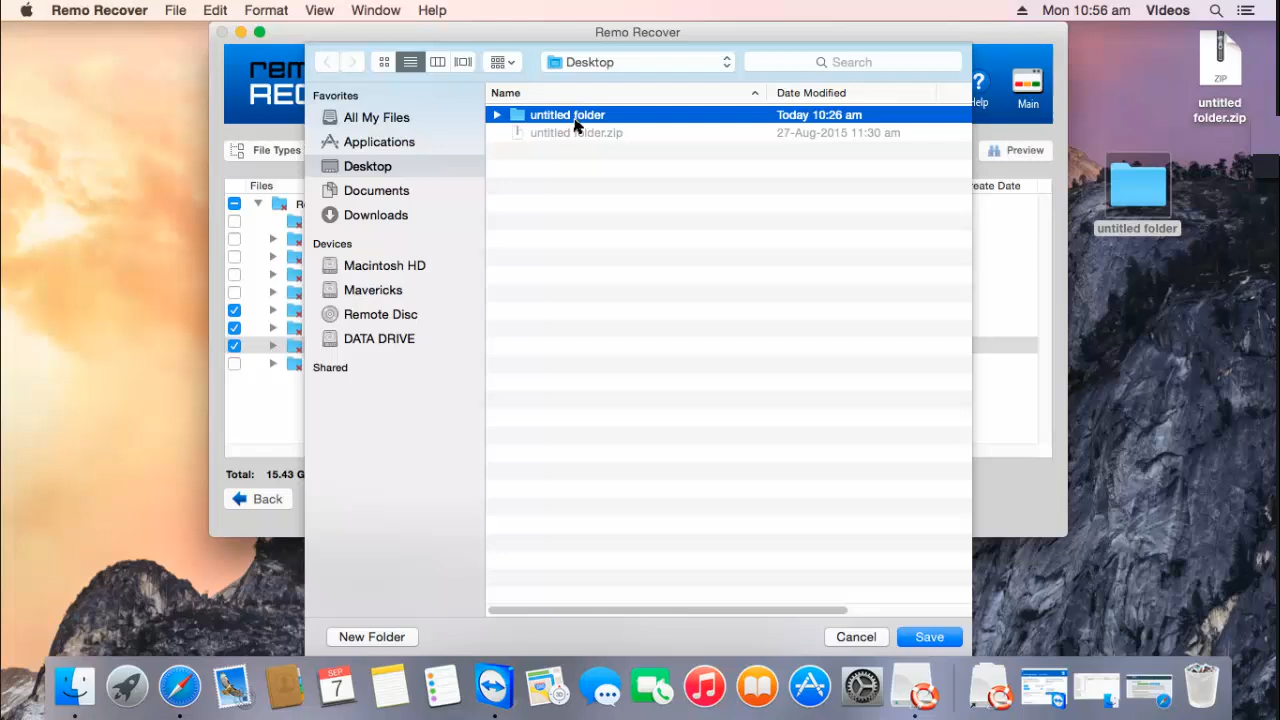 Remo Recover File Edit Format View Window Help Mon 10:56 am Videos
Remo Recover
Desktop
Search
Help
Main
ZIP
untitled
folder.zip
untitled folder
Favorites
All My Files
Applications
Desktop
Documents
Downloads
Devices
Macintosh HD
Mavericks
Remote Disc
DATA DRIVE
Shared
Name Date Modified
untitled folder Today 10:26 am
untitled folder.zip 27-Aug-2015 11:30 am
File Types
Preview
Files
Total: 15.43 G
Back
New Folder
Cancel
Save
SEP
7